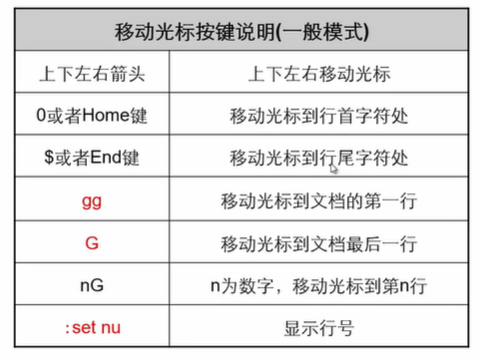 移动光标按键说明(一般模式)
上下左右箭头 上下左右移动光标
0或者Home键 移动光标到行首字符处
$或者End键 移动光标到行尾字符处
gg 移动光标到文档的第一行
G 移动光标到文档最后一行
nG n为数字，移动光标到第n行
:set nu 显示行号